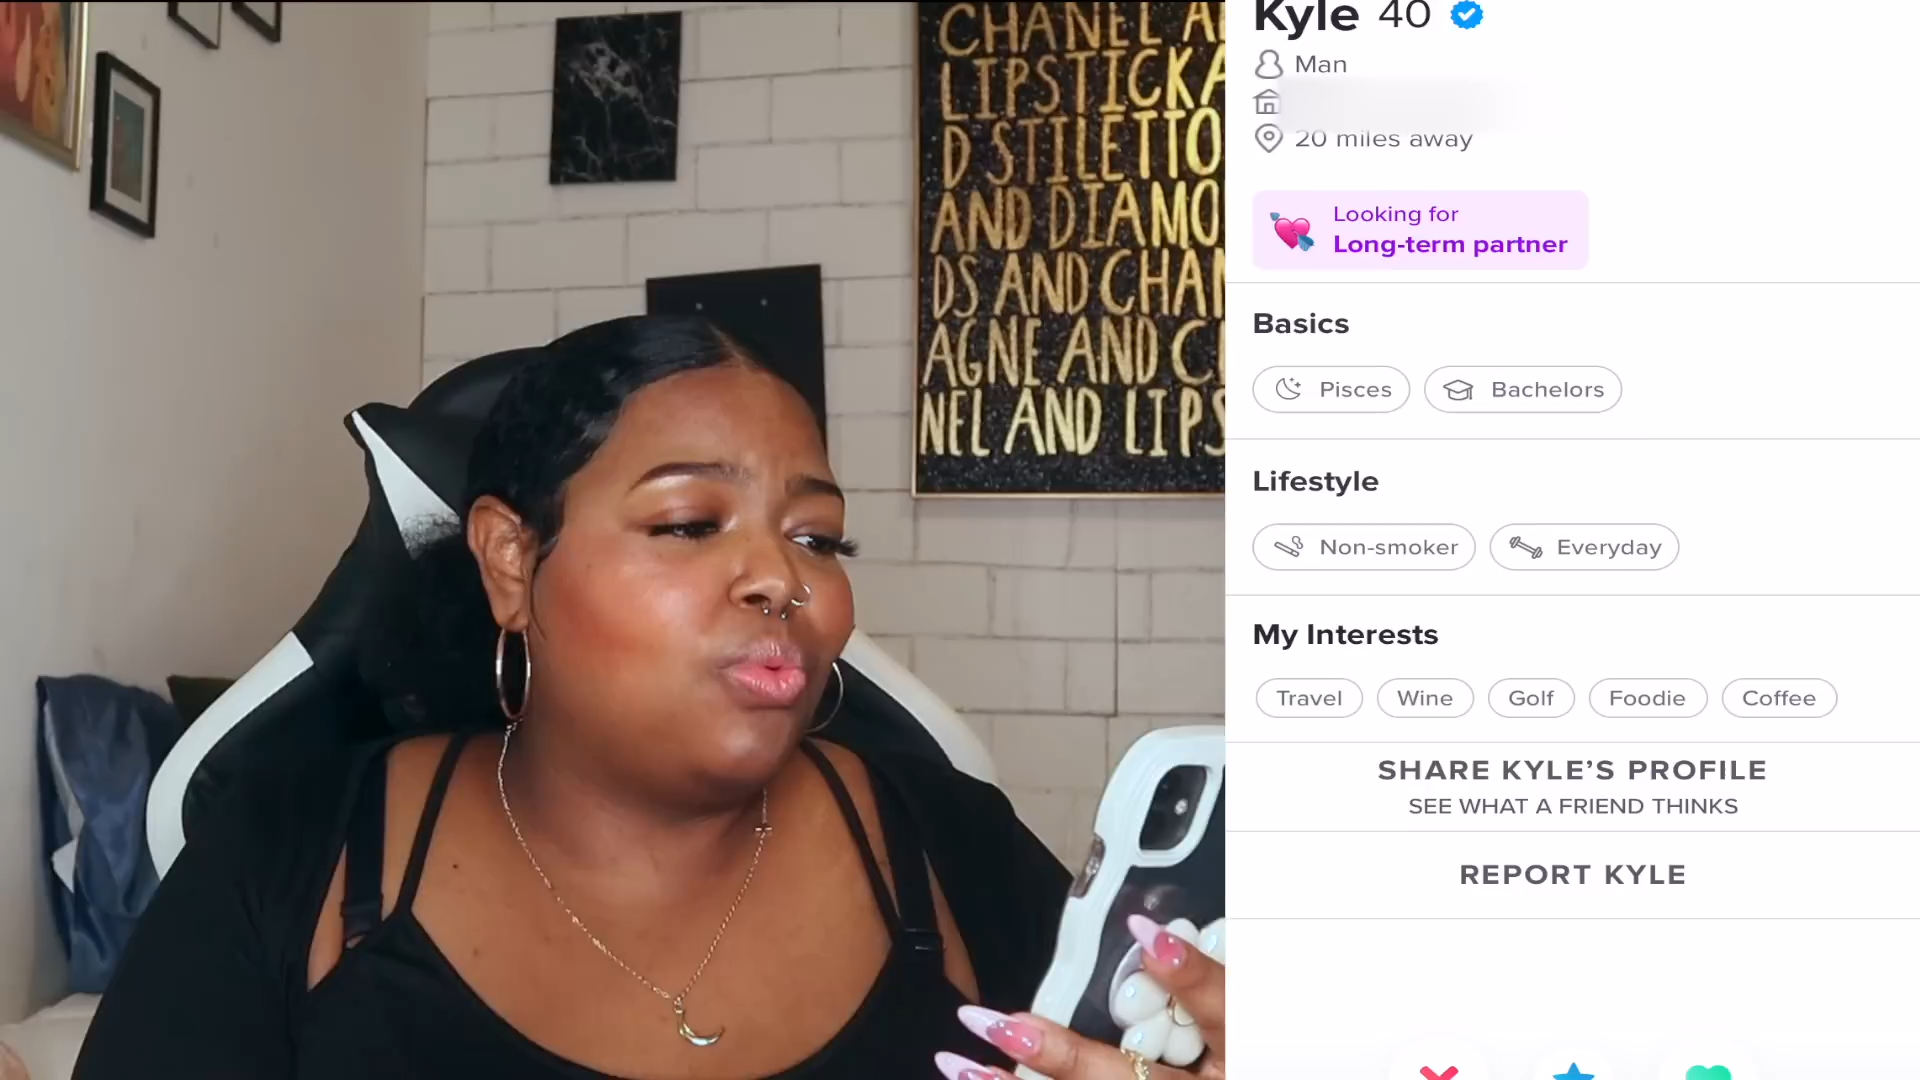 CHANEL A
LIPSTICKA
D STILETTO
AND DIAMO
DS AND CHAN
AGNE AND C
NEL AND LIPS
Kyle 40
Man
20 miles away
Looking for
Long-term partner
Basics
Pisces Bachelors
Lifestyle
Non-smoker Everyday
My Interests
Travel Wine Golf Foodie Coffee
SHARE KYLE'S PROFILE
SEE WHAT A FRIEND THINKS
REPORT KYLE